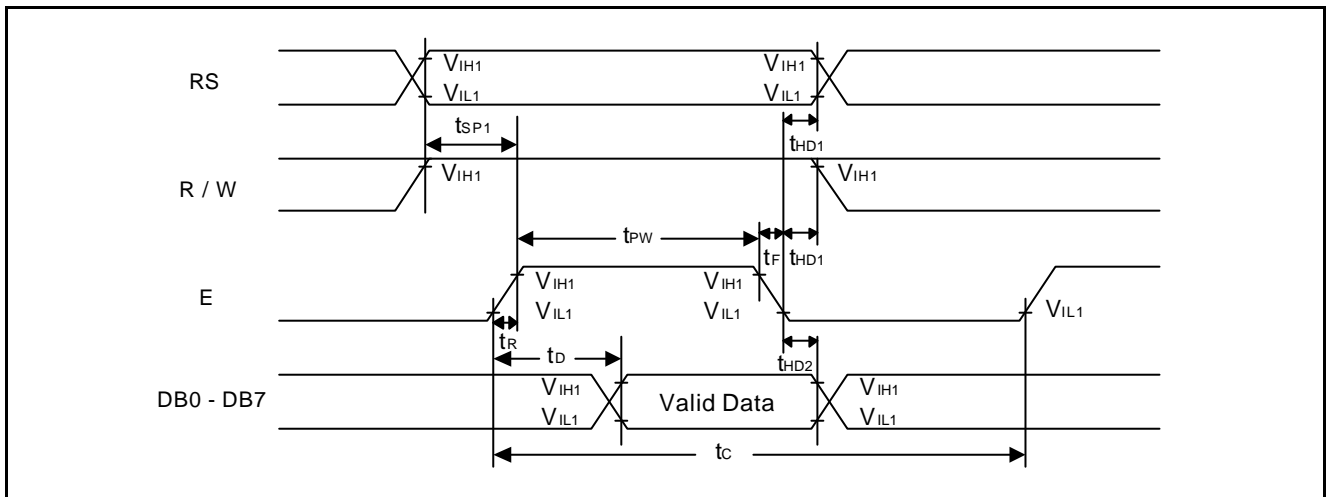 RS
VIH1
VIH1
VIL1
VIL1
tSP1
tHD1
R / W
VIH1
VIH1
tPW
tF
tHD1
E
VIH1
VIH1
VIL1
VIL1
VIL1
tR
tD
tHD2
DB0 - DB7
VIH1
Valid Data
VIH1
VIL1
VIL1
tC